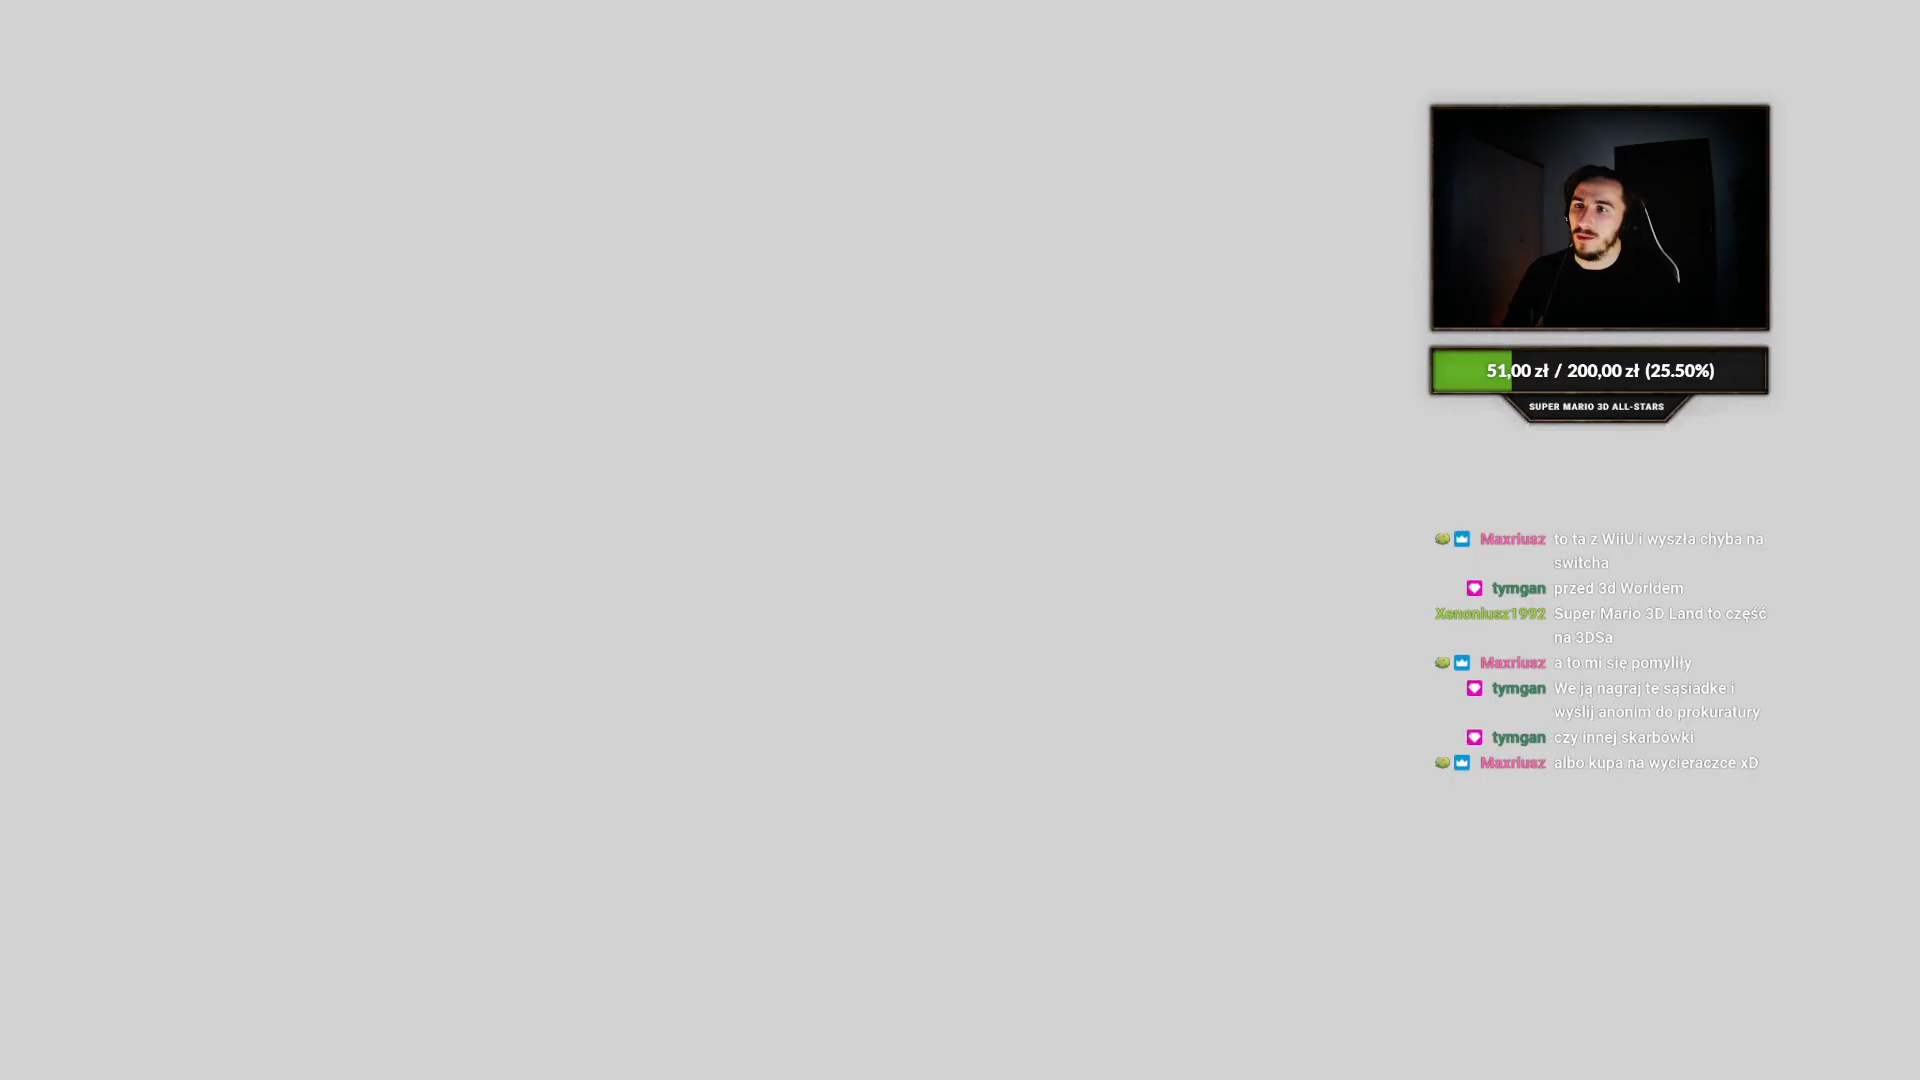 51,00 zł / 200,00 zł (25.50%)
SUPER MARIO 3D ALL-STARS
Maxriusz to ta z WiiU i wyszła chyba na
switcha
tymgan przed 3d Worldem
Xenoniusz1992 Super Mario 3D Land to część
na 3DSa
Maxriusz a to mi się pomyliły
tymgan We ją nagraj te sąsiadke i
wyślij anonim do prokuratury
tymgan czy innej skarbówki
Maxriusz albo kupa na wycieraczce xD